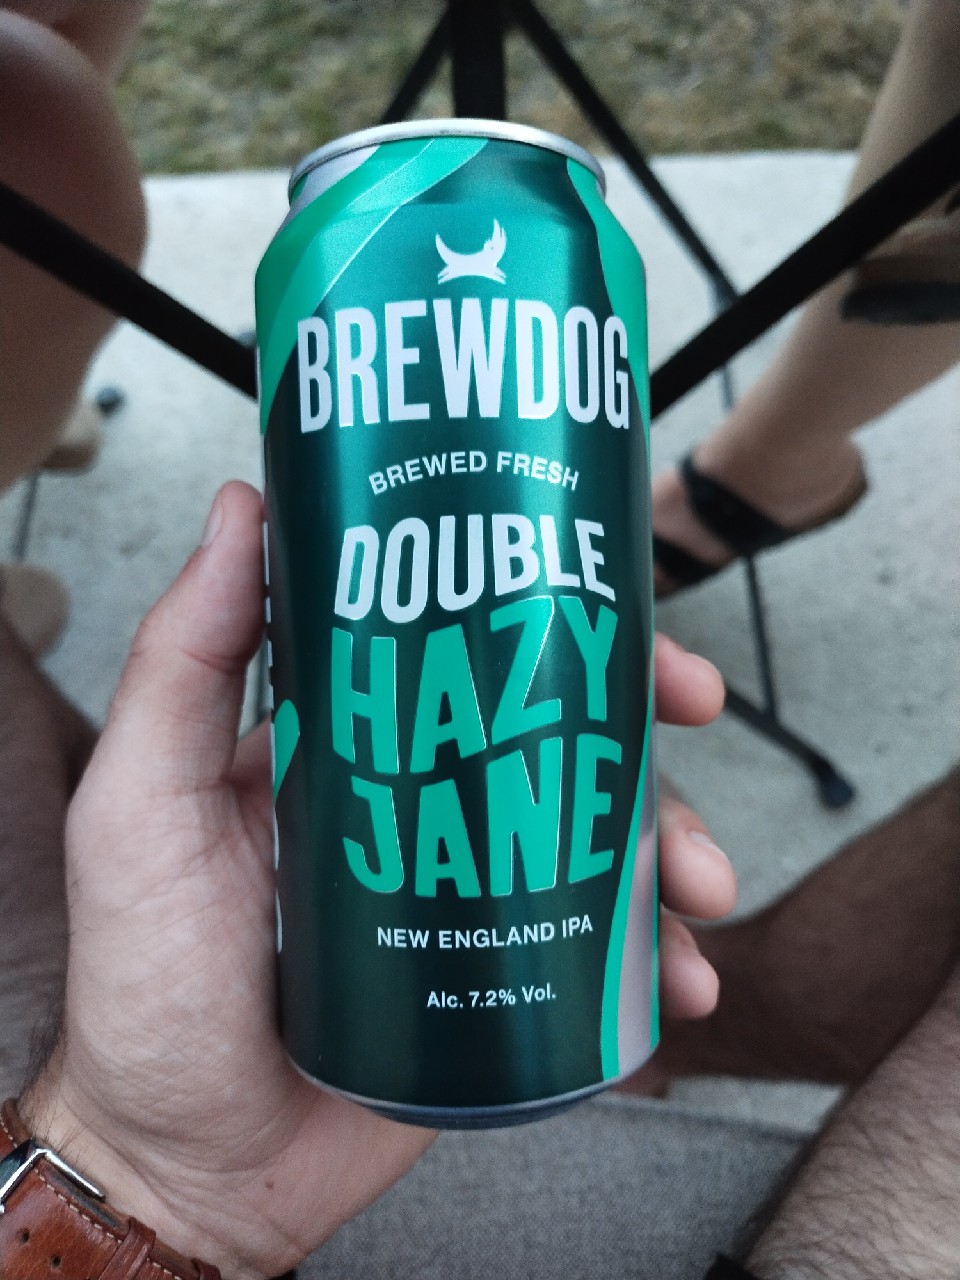 BREWDOG
BREWED FRESH
DOUBLE
HAZY
JANE
NEW ENGLAND IPA
Alc. 7.2% Vol.